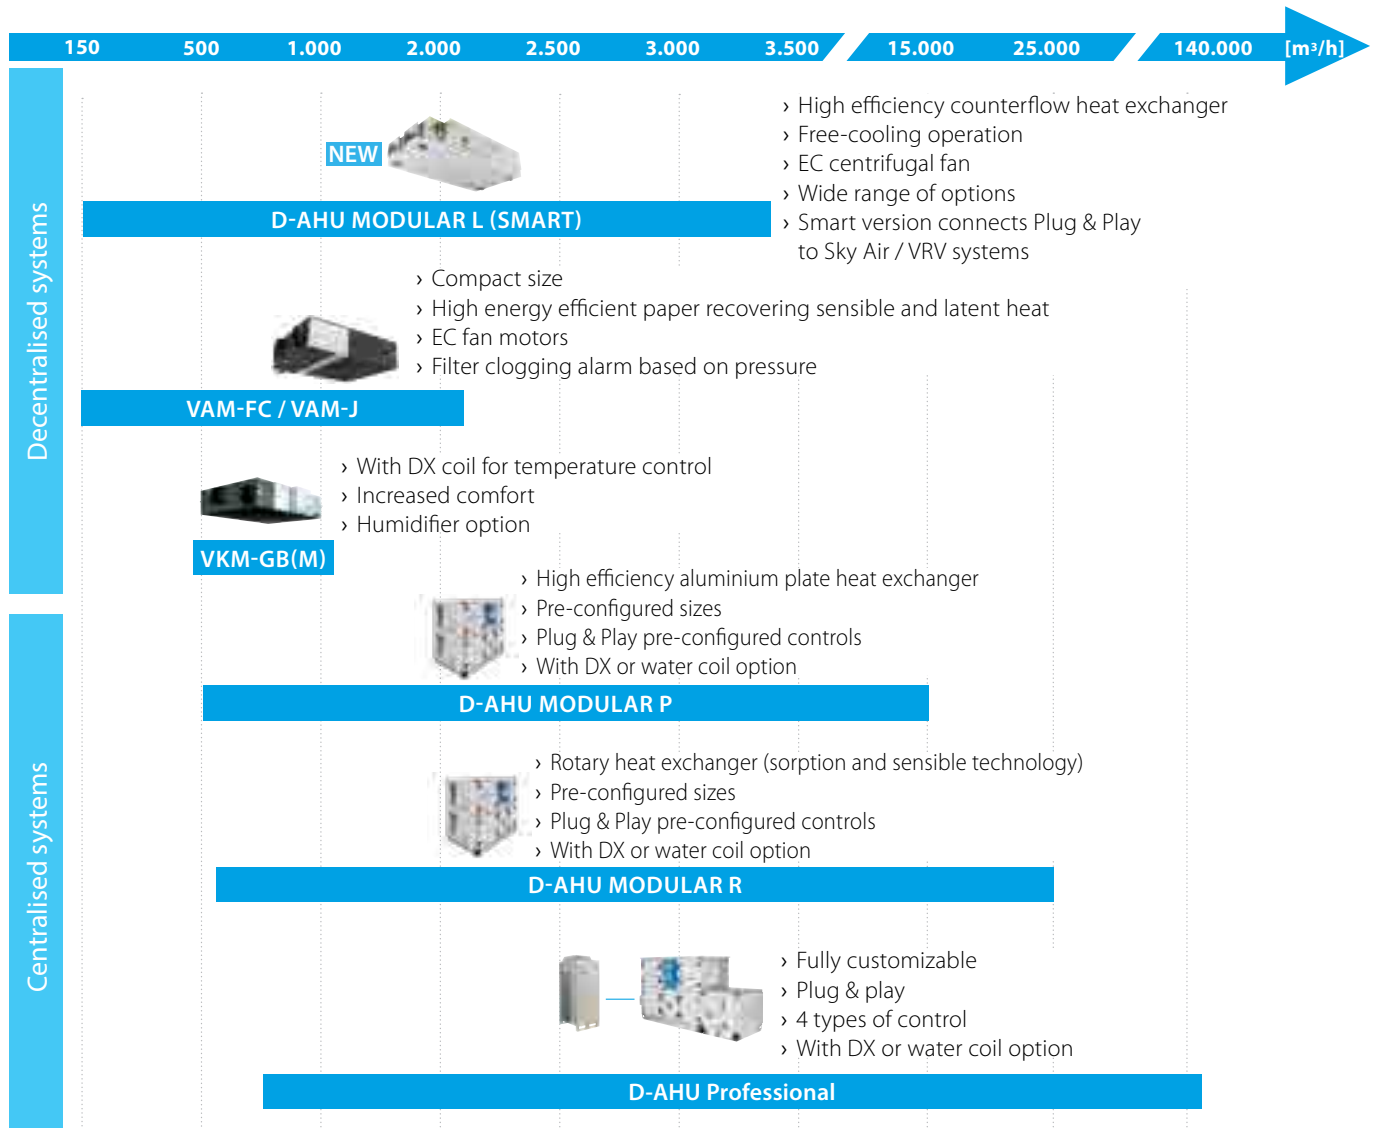 150 500 1.000 2.000 2.500 3.000 3.500 15.000 25.000 140.000 [m³/h]
Decentralised systems
NEW
› High efficiency counterflow heat exchanger
› Free-cooling operation
› EC centrifugal fan
› Wide range of options
› Smart version connects Plug & Play
to Sky Air / VRV systems
D-AHU MODULAR L (SMART)
› Compact size
› High energy efficient paper recovering sensible and latent heat
› EC fan motors
› Filter clogging alarm based on pressure
VAM-FC / VAM-J
› With DX coil for temperature control
› Increased comfort
› Humidifier option
VKM-GB(M)
Centralised systems
› High efficiency aluminium plate heat exchanger
› Pre-configured sizes
› Plug & Play pre-configured controls
› With DX or water coil option
D-AHU MODULAR P
› Rotary heat exchanger (sorption and sensible technology)
› Pre-configured sizes
› Plug & Play pre-configured controls
› With DX or water coil option
D-AHU MODULAR R
› Fully customizable
› Plug & play
› 4 types of control
› With DX or water coil option
D-AHU Professional